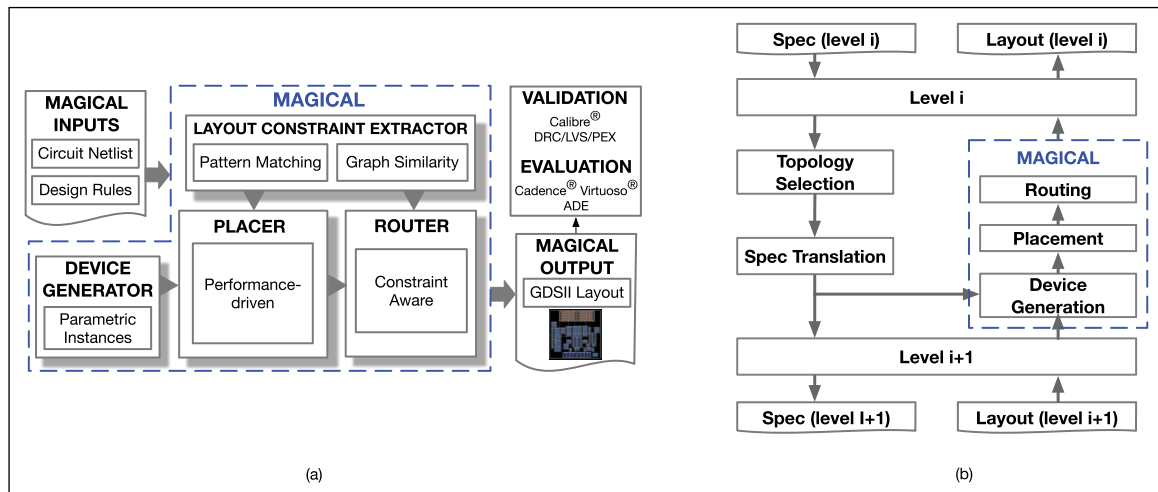 MAGICAL
INPUTS
Circuit Netlist
Design Rules
MAGICAL
LAYOUT CONSTRAINT EXTRACTOR
Pattern Matching
Graph Similarity
DEVICE
GENERATOR
Parametric
Instances
PLACER
Performance-
driven
ROUTER
Constraint
Aware
VALIDATION
Calibre®
DRC/LVS/PEX
EVALUATION
Cadence® Virtuoso®
ADE
MAGICAL
OUTPUT
GDSII Layout
(a)
Spec (level i)
Layout (level i)
Level i
Topology
Selection
Spec Translation
MAGICAL
Routing
Placement
Device
Generation
Level i+1
Spec (level I+1)
Layout (level i+1)
(b)